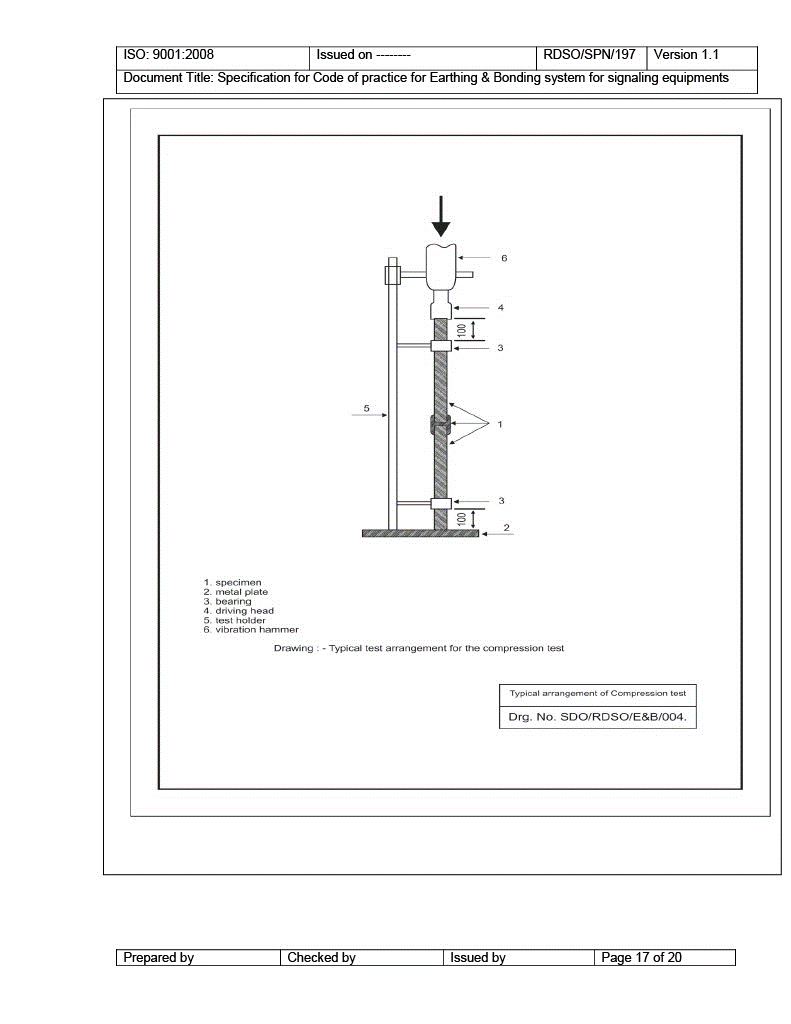 ISO: 9001:2008 Issued on -------- RDSO/SPN/197 Version 1.1
Document Title: Specification for Code of practice for Earthing & Bonding system for signaling equipments
6
4
100
3
5
1
3
100
2
1. specimen
2. metal plate
3. bearing
4. driving head
5. test holder
6. vibration hammer
Drawing : - Typical test arrangement for the compression test
Typical arrangement of Compression test
Drg. No. SDO/RDSO/E&B/004.
Prepared by Checked by Issued by Page 17 of 20